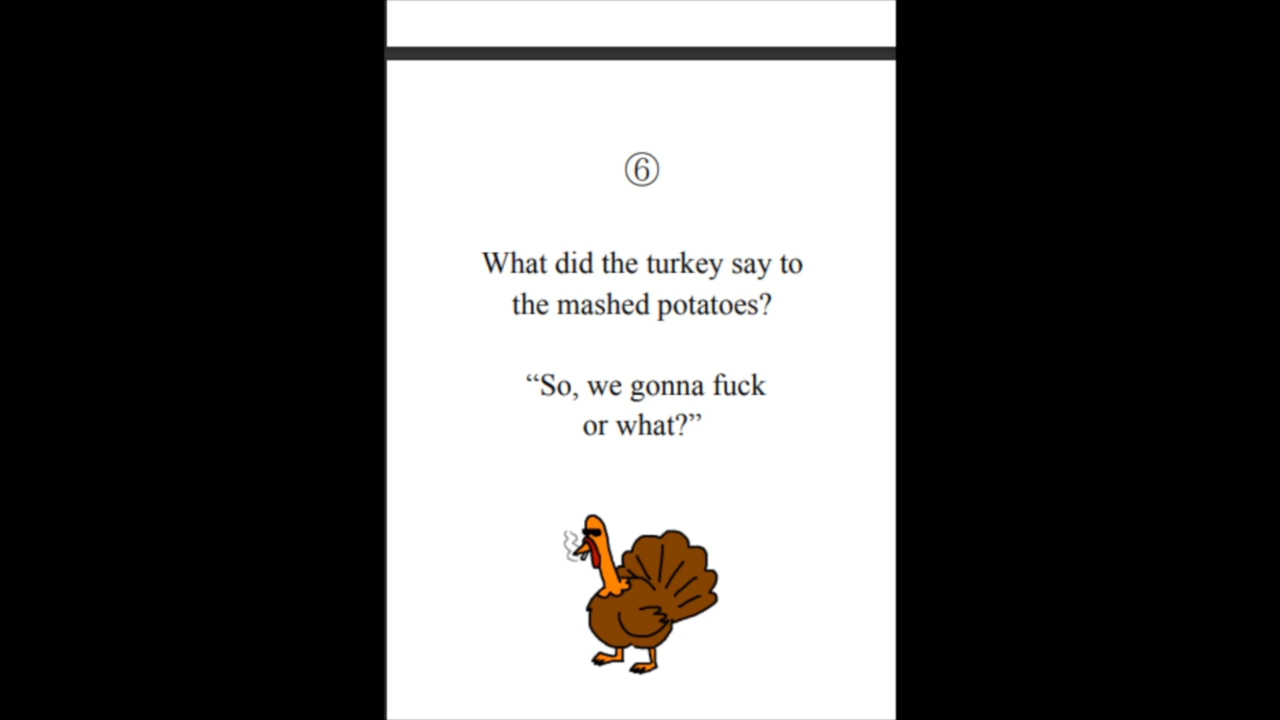 ⑥
What did the turkey say to
the mashed potatoes?
“So, we gonna fuck
or what?”